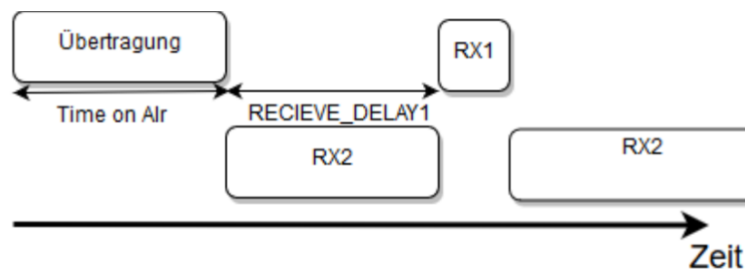 Übertragung
RX1
Time on AIr
RECIEVE_DELAY1
RX2
RX2
Zeit